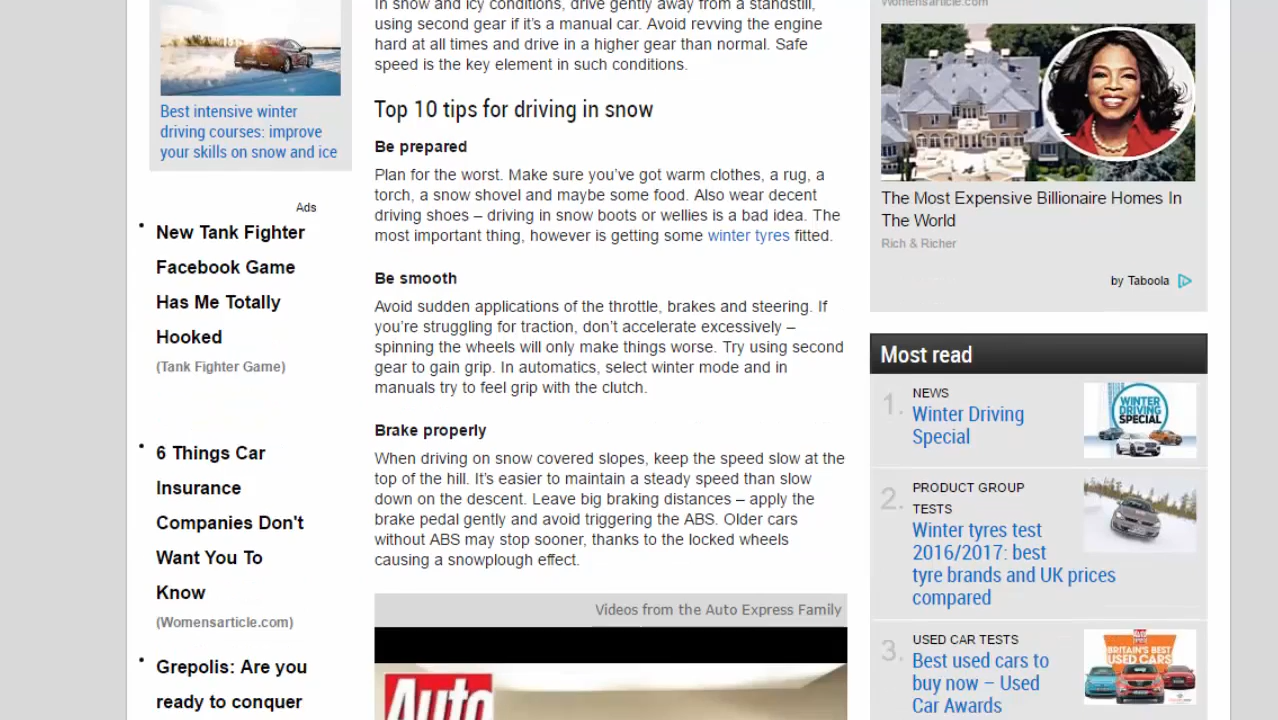 In snow and icy conditions, drive gently away from a standstill,
using second gear if it's a manual car. Avoid revving the engine
hard at all times and drive in a higher gear than normal. Safe
speed is the key element in such conditions.
Best intensive winter
driving courses: improve
your skills on snow and ice
Ads
New Tank Fighter
Facebook Game
Has Me Totally
Hooked
(Tank Fighter Game)
6 Things Car
Insurance
Companies Don't
Want You To
Know
(Womensarticle.com)
Grepolis: Are you
ready to conquer
Top 10 tips for driving in snow
Be prepared
Plan for the worst. Make sure you've got warm clothes, a rug, a
torch, a snow shovel and maybe some food. Also wear decent
driving shoes – driving in snow boots or wellies is a bad idea. The
most important thing, however is getting some winter tyres fitted.
Be smooth
Avoid sudden applications of the throttle, brakes and steering. If
you're struggling for traction, don't accelerate excessively –
spinning the wheels will only make things worse. Try using second
gear to gain grip. In automatics, select winter mode and in
manuals try to feel grip with the clutch.
Brake properly
When driving on snow covered slopes, keep the speed slow at the
top of the hill. It's easier to maintain a steady speed than slow
down on the descent. Leave big braking distances – apply the
brake pedal gently and avoid triggering the ABS. Older cars
without ABS may stop sooner, thanks to the locked wheels
causing a snowplough effect.
Videos from the Auto Express Family
Auto
Womensarticle.com
The Most Expensive Billionaire Homes In
The World
Rich & Richer
by Taboola
Most read
1. NEWS
Winter Driving
Special
WINTER
DRIVING
SPECIAL
2. PRODUCT GROUP
TESTS
Winter tyres test
2016/2017: best
tyre brands and UK prices
compared
3. USED CAR TESTS
Best used cars to
buy now – Used
Car Awards
BRITAIN'S BEST
USED CARS